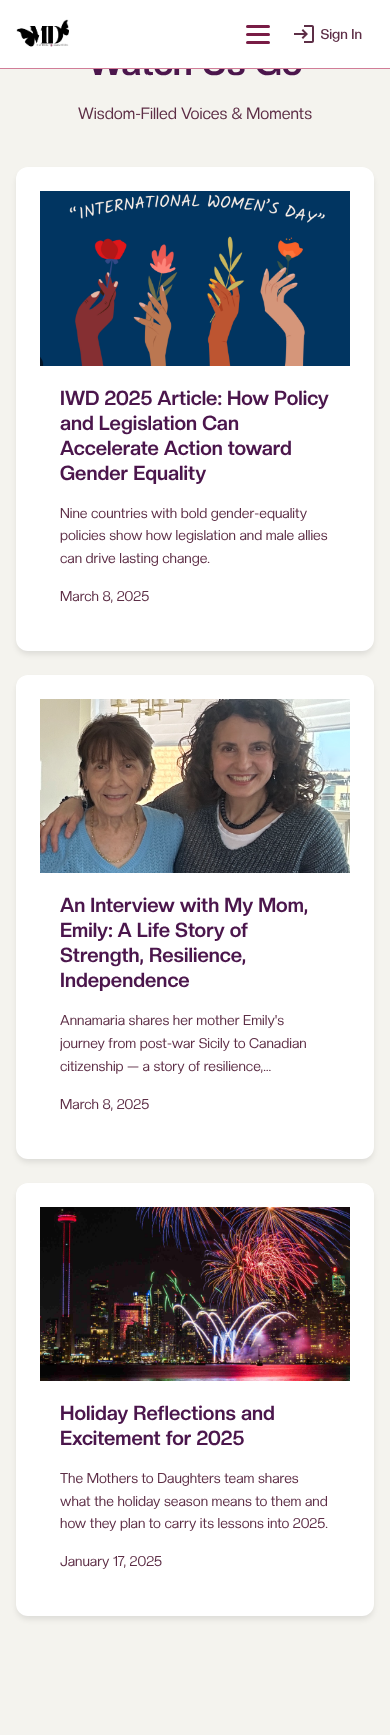 MD
Sign In
Watch Us Go
Wisdom-Filled Voices & Moments
“INTERNATIONAL WOMEN’S DAY”
IWD 2025 Article: How Policy
and Legislation Can
Accelerate Action toward
Gender Equality
Nine countries with bold gender-equality
policies show how legislation and male allies
can drive lasting change.
March 8, 2025
An Interview with My Mom,
Emily: A Life Story of
Strength, Resilience,
Independence
Annamaria shares her mother Emily's
journey from post-war Sicily to Canadian
citizenship — a story of resilience,...
March 8, 2025
Holiday Reflections and
Excitement for 2025
The Mothers to Daughters team shares
what the holiday season means to them and
how they plan to carry its lessons into 2025.
January 17, 2025